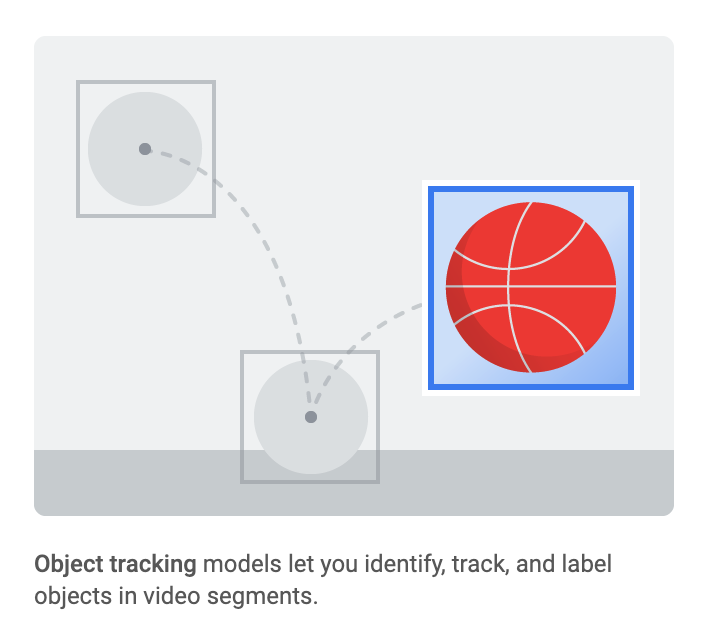 Object tracking models let you identify, track, and label
objects in video segments.